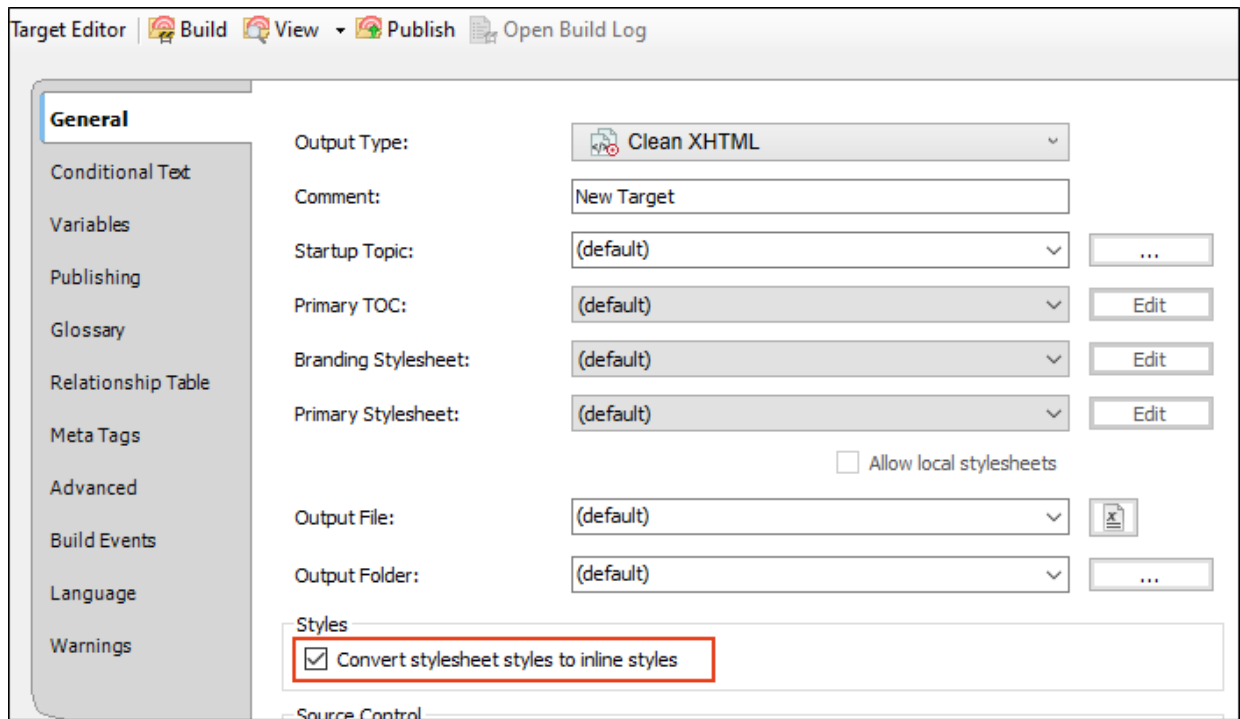 Target Editor Build View Publish Open Build Log
General
Conditional Text
Variables
Publishing
Glossary
Relationship Table
Meta Tags
Advanced
Build Events
Language
Warnings
Output Type: Clean XHTML
Comment: New Target
Startup Topic: (default) ...
Primary TOC: (default) Edit
Branding Stylesheet: (default) Edit
Primary Stylesheet: (default) Edit
Allow local stylesheets
Output File: (default)
Output Folder: (default) ...
Styles
Convert stylesheet styles to inline styles
Source Control